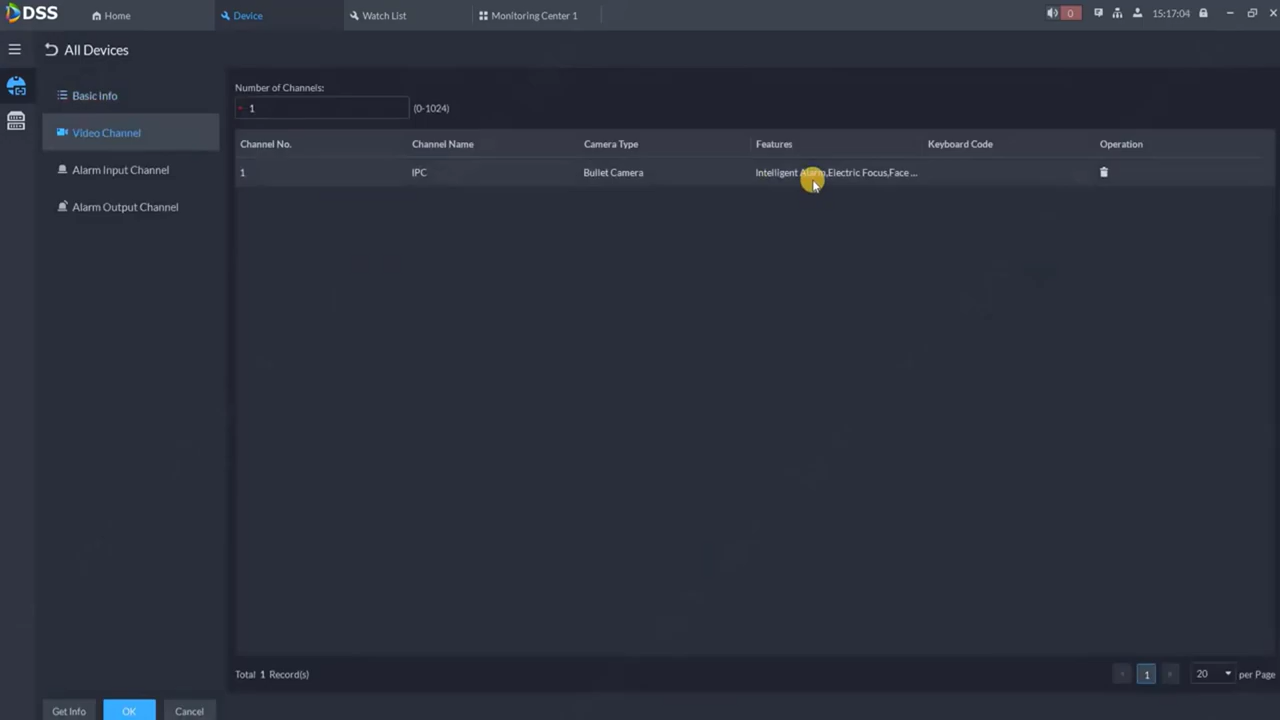 DSS Home Device Watch List Monitoring Center 1 0 15:17:04
All Devices
Basic Info
Video Channel
Alarm Input Channel
Alarm Output Channel
Number of Channels:
* 1 (0-1024)
Channel No. Channel Name Camera Type Features Keyboard Code Operation
1 IPC Bullet Camera Intelligent Alarm,Electric Focus,Face ...
Total 1 Record(s) 1 20 per Page
Get Info OK Cancel